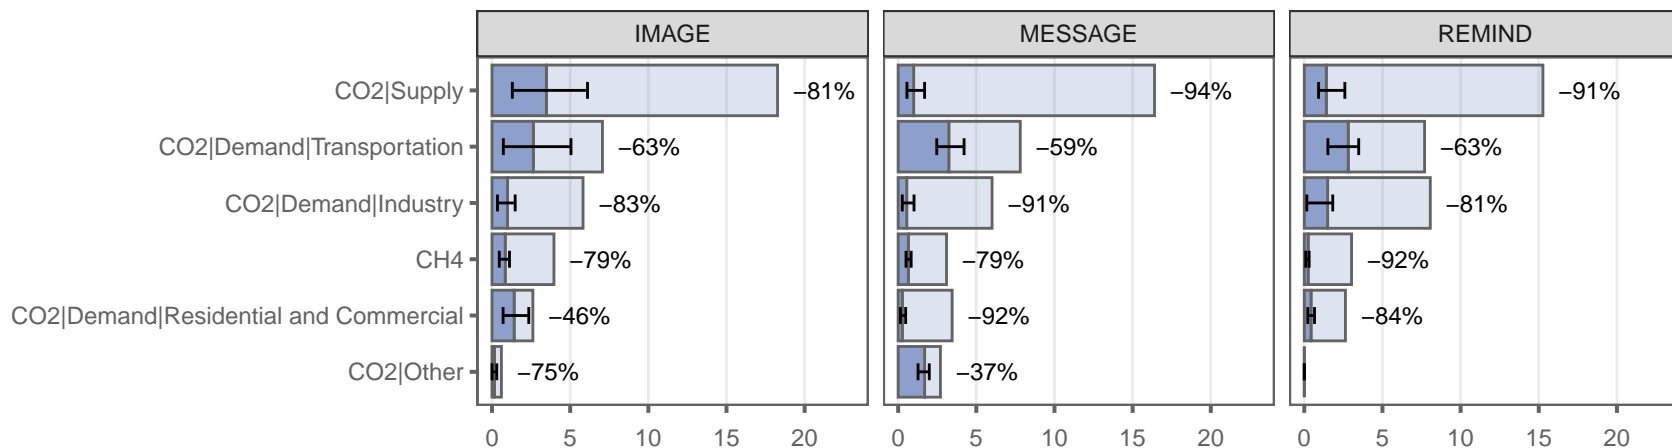 IMAGE MESSAGE REMIND
CO2|Supply −81% −94% −91%
CO2|Demand|Transportation −63% −59% −63%
CO2|Demand|Industry −83% −91% −81%
CH4 −79% −79% −92%
CO2|Demand|Residential and Commercial −46% −92% −84%
CO2|Other −75% −37%
0 5 10 15 20 0 5 10 15 20 0 5 10 15 20